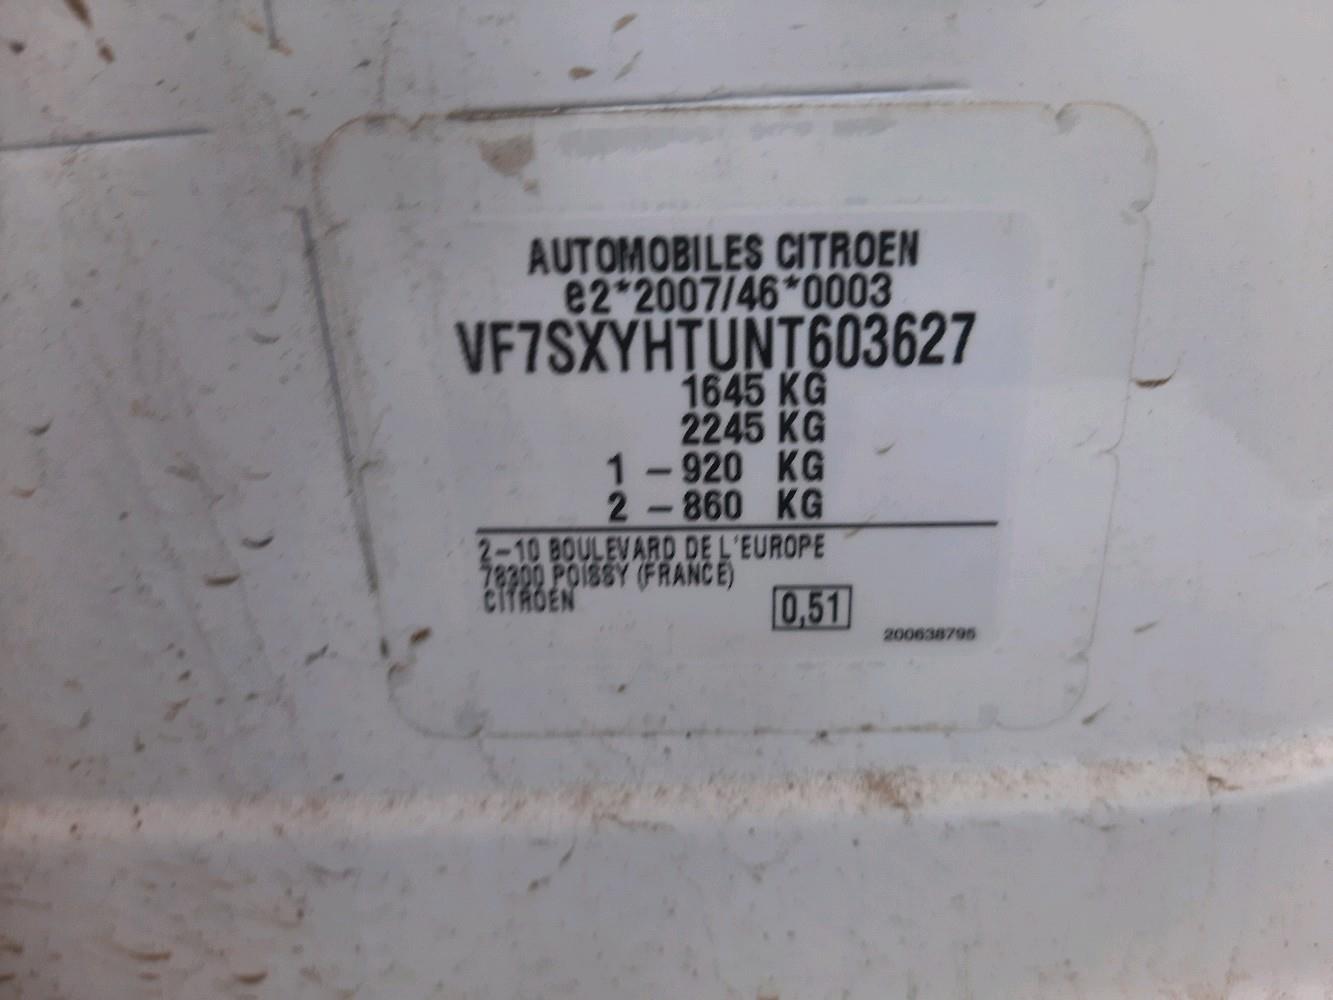 AUTOMOBILES CITROEN
e2*2007/46*0003
VF7SXYHTUNT603627
1645 KG
2245 KG
1 – 920 KG
2 – 860 KG
2-10 BOULEVARD DE L'EUROPE
78300 POISSY (FRANCE)
CITROEN
0,51
200638795